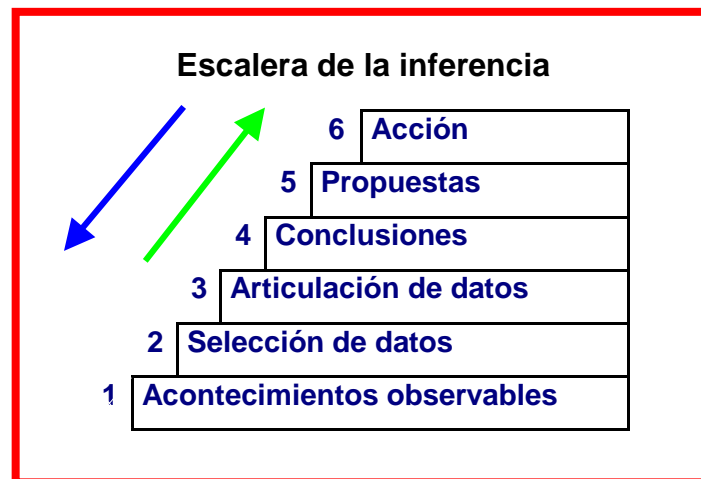 Escalera de la inferencia
6 Acción
5 Propuestas
4 Conclusiones
3 Articulación de datos
2 Selección de datos
1 Acontecimientos observables